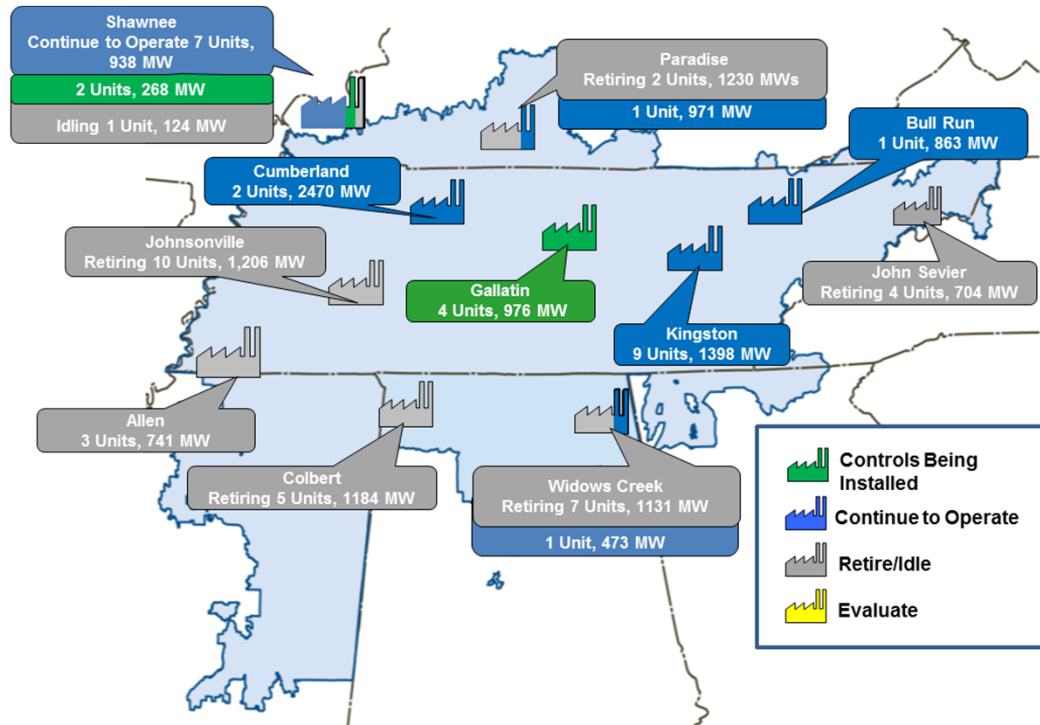 Shawnee
Continue to Operate 7 Units,
938 MW
2 Units, 268 MW
Idling 1 Unit, 124 MW
Paradise
Retiring 2 Units, 1230 MWs
1 Unit, 971 MW
Bull Run
1 Unit, 863 MW
Cumberland
2 Units, 2470 MW
Johnsonville
Retiring 10 Units, 1,206 MW
Gallatin
4 Units, 976 MW
Kingston
9 Units, 1398 MW
John Sevier
Retiring 4 Units, 704 MW
Allen
3 Units, 741 MW
Colbert
Retiring 5 Units, 1184 MW
Widows Creek
Retiring 7 Units, 1131 MW
1 Unit, 473 MW
Controls Being
Installed
Continue to Operate
Retire/Idle
Evaluate